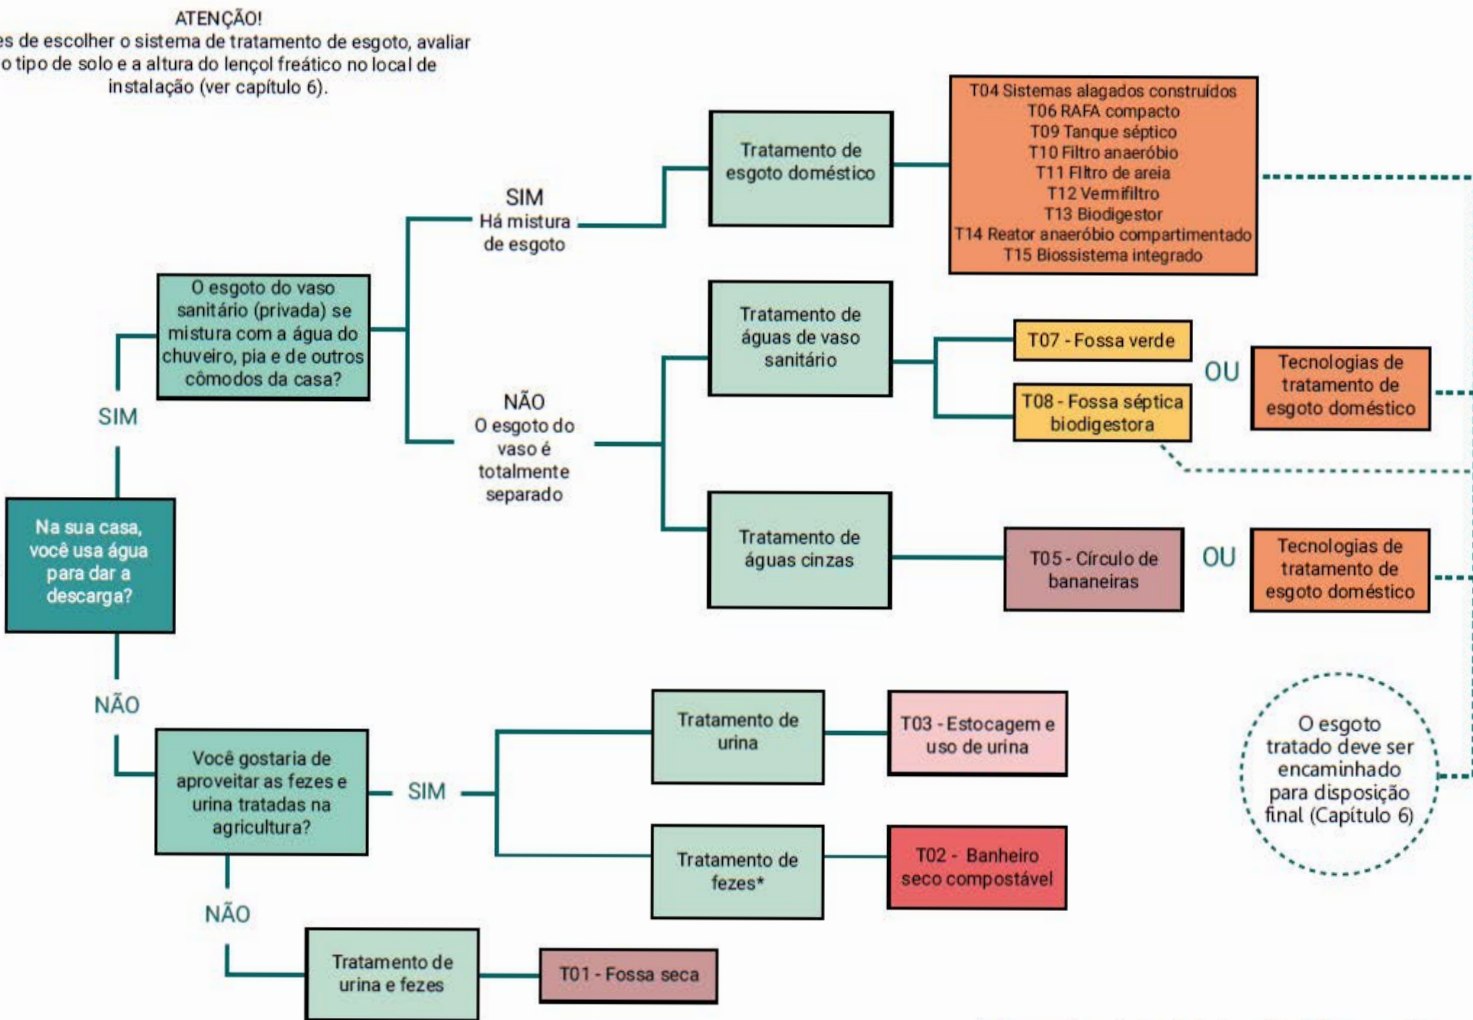 ATENÇÃO!
es de escolher o sistema de tratamento de esgoto, avaliar
o tipo de solo e a altura do lençol freático no local de
instalação (ver capítulo 6).
T04 Sistemas alagados construídos
T06 RAFA compacto
T09 Tanque séptico
T10 Filtro anaeróbio
T11 FIltro de areia
T12 Vermifiltro
T13 Biodigestor
T14 Reator anaeróbio compartimentado
T15 Biossistema integrado
Tratamento de
esgoto doméstico
SIM
Há mistura
de esgoto
O esgoto do vaso
sanitário (privada) se
mistura com a água do
chuveiro, pia e de outros
cômodos da casa?
Tratamento de
águas de vaso
sanitário
T07 - Fossa verde
T08 - Fossa séptica
biodigestora
OU
Tecnologias de
tratamento de
esgoto doméstico
SIM
NÃO
O esgoto do
vaso é
totalmente
separado
Na sua casa,
você usa água
para dar a
descarga?
Tratamento de
águas cinzas
T05 - Círculo de
bananeiras
OU
Tecnologias de
tratamento de
esgoto doméstico
NÃO
Você gostaria de
aproveitar as fezes e
urina tratadas na
agricultura?
SIM
Tratamento de
urina
T03 - Estocagem e
uso de urina
O esgoto
tratado deve ser
encaminhado
para disposição
final (Capítulo 6)
Tratamento de
fezes*
T02 - Banheiro
seco compostável
NÃO
Tratamento de
urina e fezes
T01 - Fossa seca